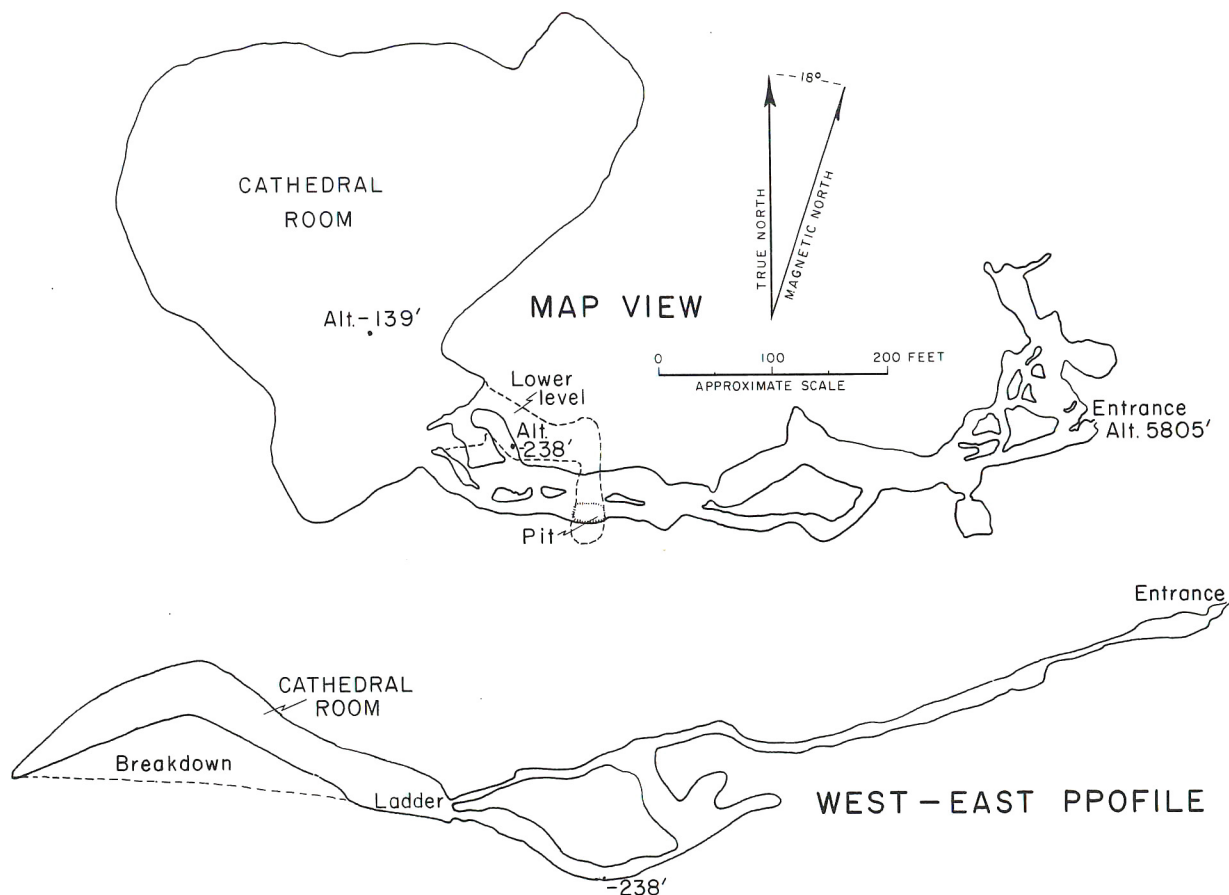 CATHEDRAL
ROOM
Alt.-139'
18°
TRUE NORTH
MAGNETIC NORTH
MAP VIEW
0 100 200 FEET
APPROXIMATE SCALE
Lower
level
Alt.
-238'
Pit
Entrance
Alt. 5805'
Entrance
CATHEDRAL
ROOM
Breakdown
Ladder
WEST-EAST PPOFILE
-238'